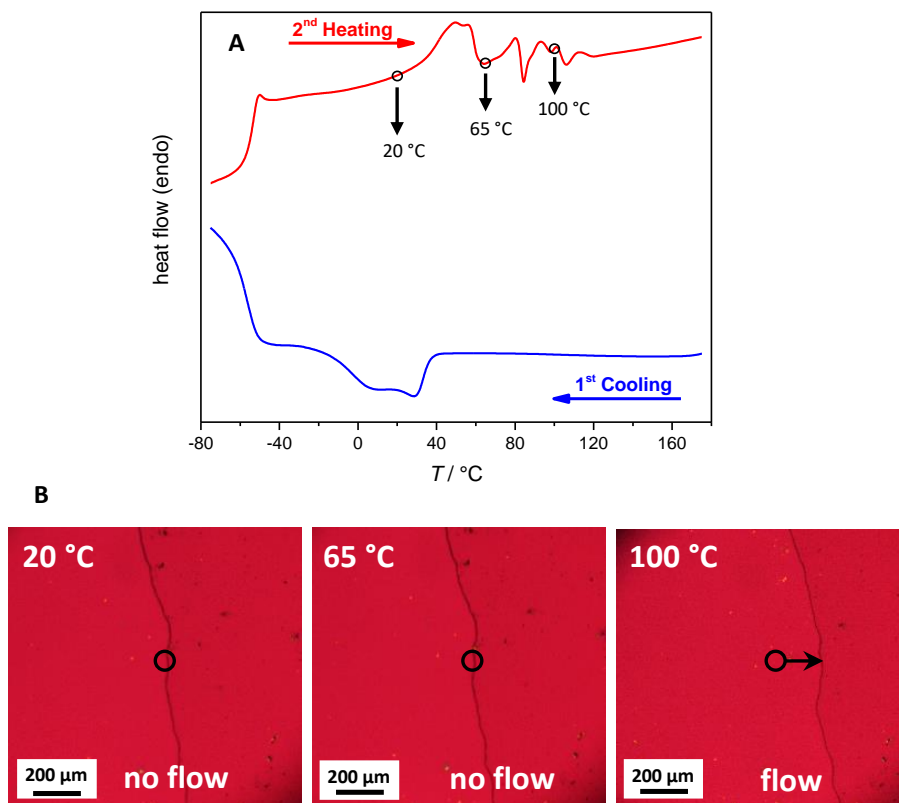 A
2nd Heating
20 °C
65 °C
100 °C
heat flow (endo)
1st Cooling
-80 -40 0 40 80 120 160
T / °C
B
20 °C 65 °C 100 °C
200 µm no flow 200 µm no flow 200 µm flow